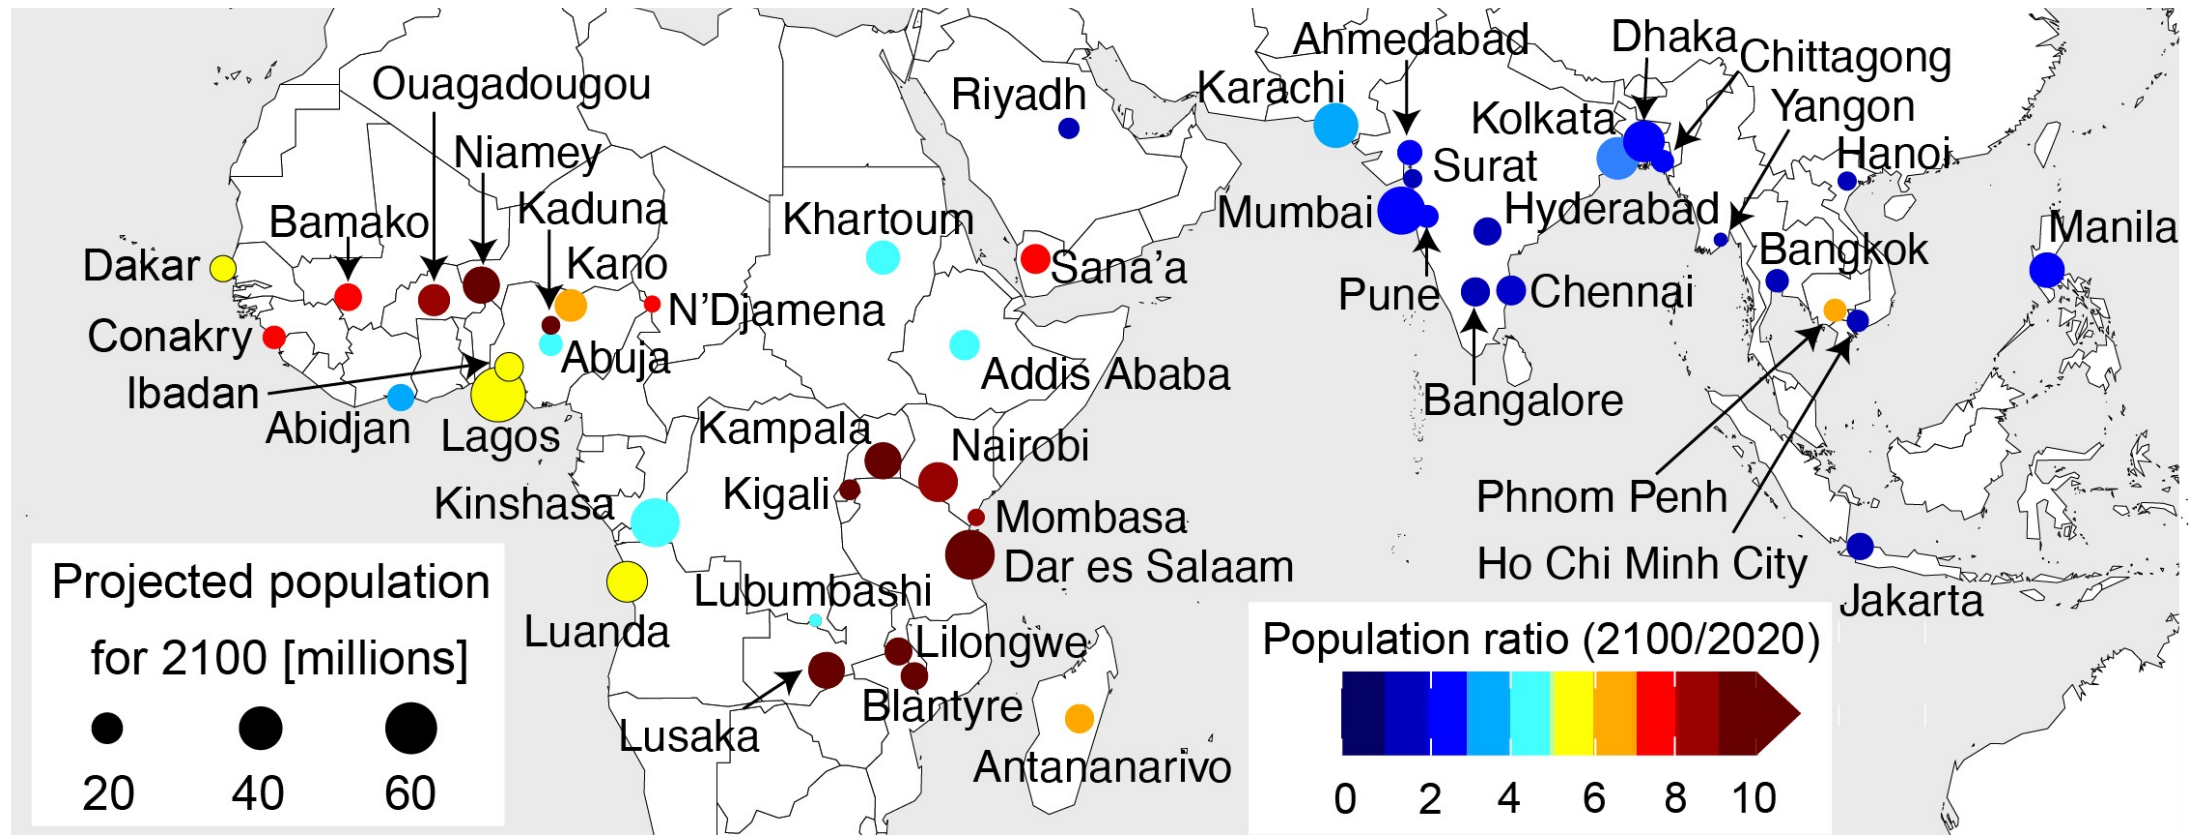 Ahmedabad
Dhaka
Chittagong
Ouagadougou
Riyadh
Karachi
Yangon
Kolkata
Niamey
Hanoi
Surat
Kaduna
Bamako
Khartoum
Mumbai
Hyderabad
Manila
Dakar
Kano
Sana’a
Bangkok
N’Djamena
Pune
Chennai
Conakry
Abuja
Addis Ababa
Ibadan
Abidjan
Lagos
Kampala
Nairobi
Bangalore
Kinshasa
Kigali
Mombasa
Phnom Penh
Dar es Salaam
Ho Chi Minh City
Lubumbashi
Jakarta
Luanda
Lilongwe
Blantyre
Lusaka
Antananarivo
Projected population
for 2100 [millions]
20 40 60
Population ratio (2100/2020)
0 2 4 6 8 10